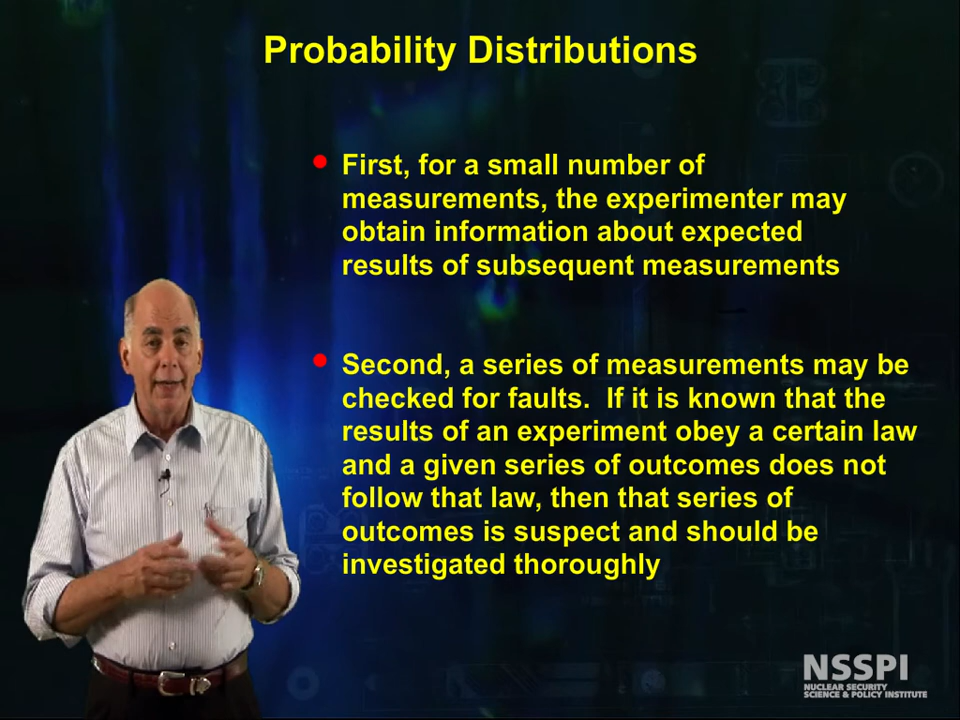 Probability Distributions
First, for a small number of
measurements, the experimenter may
obtain information about expected
results of subsequent measurements
Second, a series of measurements may be
checked for faults.  If it is known that the
results of an experiment obey a certain law
and a given series of outcomes does not
follow that law, then that series of
outcomes is suspect and should be
investigated thoroughly
NSSPI
NUCLEAR SECURITY
SCIENCE & POLICY INSTITUTE